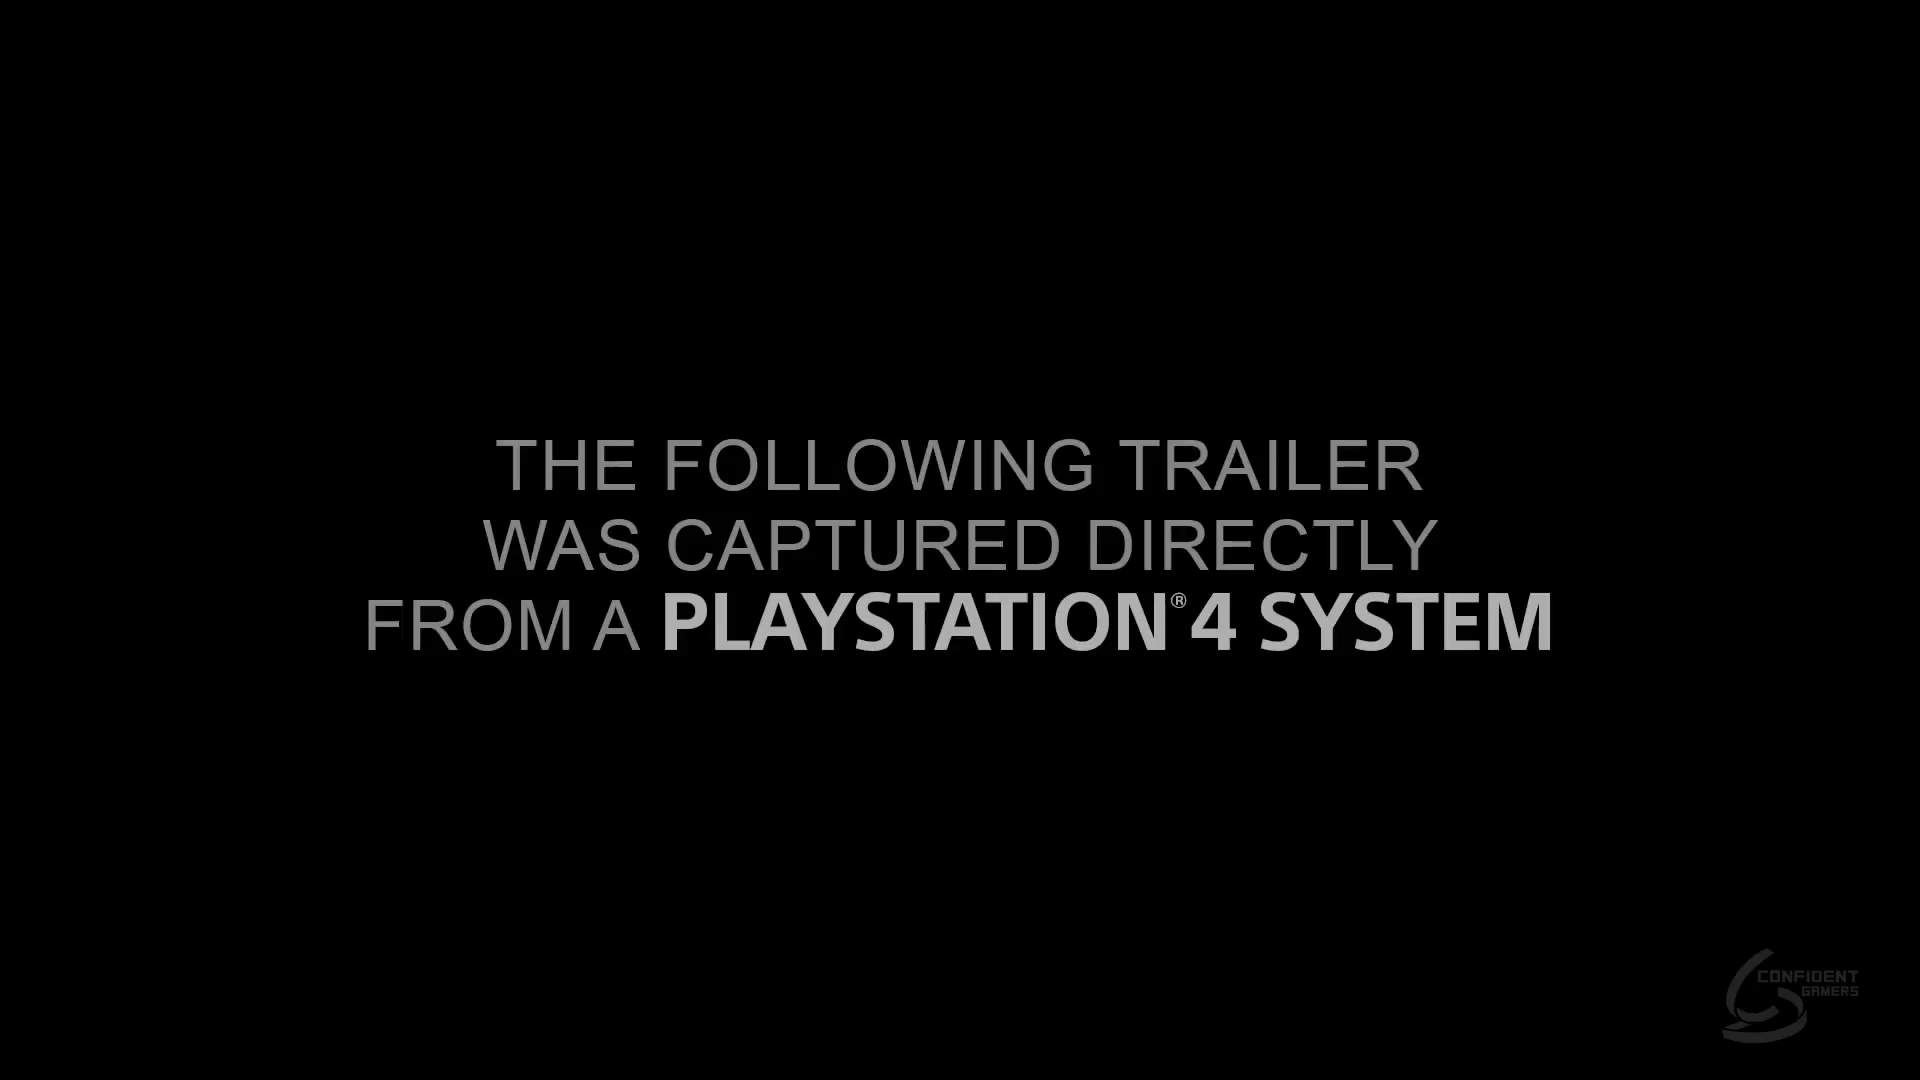 THE FOLLOWING TRAILER
WAS CAPTURED DIRECTLY
FROM A PLAYSTATION®4 SYSTEM
CONFIDENT
GAMERS